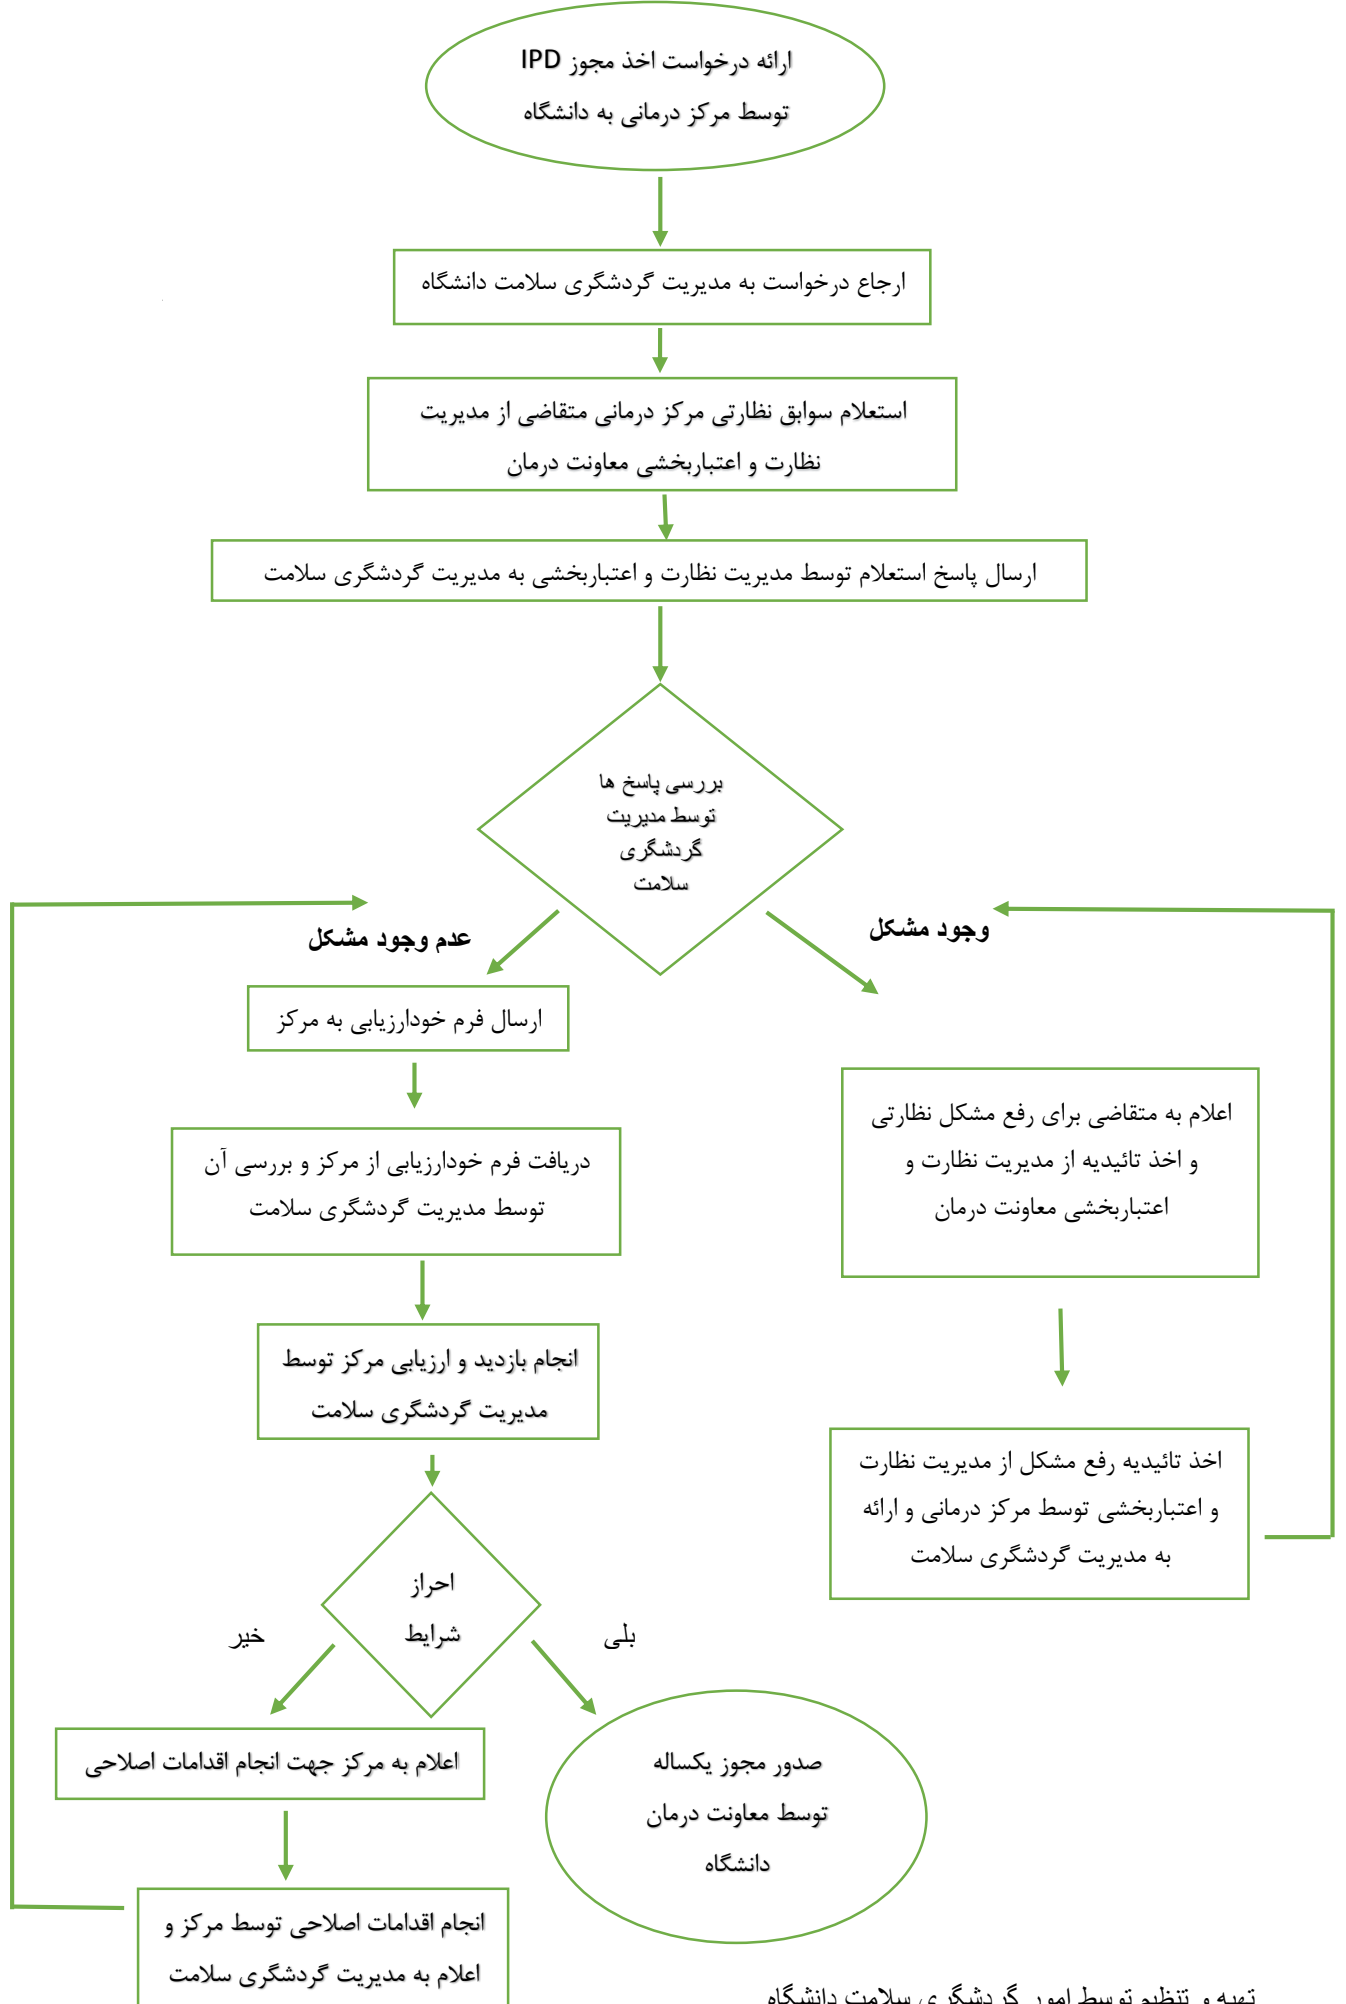 ارائه درخواست اخذ مجوز IPD
توسط مرکز درمانی به دانشگاه
ارجاع درخواست به مدیریت گردشگری سلامت دانشگاه
استعلام سوابق نظارتی مرکز درمانی متقاضی از مدیریت
نظارت و اعتباربخشی معاونت درمان
ارسال پاسخ استعلام توسط مدیریت نظارت و اعتباربخشی به مدیریت گردشگری سلامت
بررسی پاسخ ها
توسط مدیریت
گردشگری
سلامت
وجود مشکل
عدم وجود مشکل
ارسال فرم خودارزیابی به مرکز
اعلام به متقاضی برای رفع مشکل نظارتی
و اخذ تائیدیه از مدیریت نظارت و
اعتباربخشی معاونت درمان
دریافت فرم خودارزیابی از مرکز و بررسی آن
توسط مدیریت گردشگری سلامت
انجام بازدید و ارزیابی مرکز توسط
مدیریت گردشگری سلامت
اخذ تائیدیه رفع مشکل از مدیریت نظارت
و اعتباربخشی توسط مرکز درمانی و ارائه
به مدیریت گردشگری سلامت
احراز
شرایط
بلی
خیر
صدور مجوز یکساله
توسط معاونت درمان
دانشگاه
اعلام به مرکز جهت انجام اقدامات اصلاحی
انجام اقدامات اصلاحی توسط مرکز و
اعلام به مدیریت گردشگری سلامت
تهیه و تنظیم توسط امور گردشگری سلامت دانشگاه